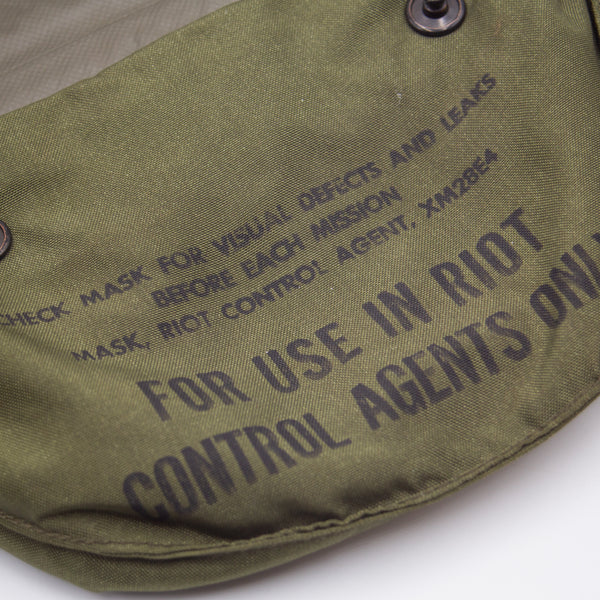 CHECK MASK FOR VISUAL DEFECTS AND LEAKS
BEFORE EACH MISSION
MASK, RIOT CONTROL AGENT, XM28E4
FOR USE IN RIOT
CONTROL AGENTS ONLY